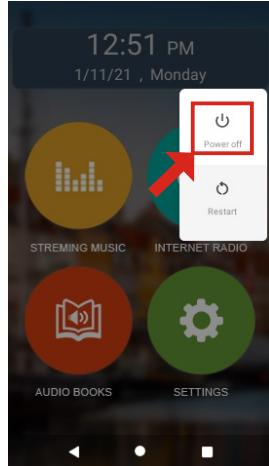 12:51 PM
1/11/21 , Monday
Power off
Restart
STREMING MUSIC
INTERNET RADIO
AUDIO BOOKS
SETTINGS